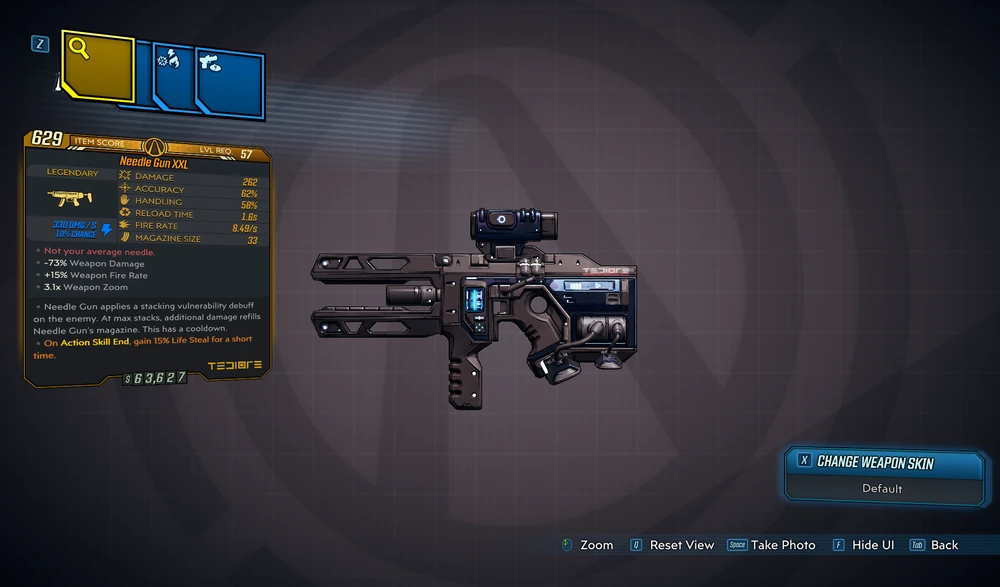 Z
629 ITEM SCORE LVL REQ. 57
Needle Gun XXL
LEGENDARY
DAMAGE 262
ACCURACY 62%
HANDLING 58%
RELOAD TIME 1.6s
FIRE RATE 8.49/s
MAGAZINE SIZE 33
330 DMG / S
10% CHANCE
Not your average needle.
-73% Weapon Damage
+15% Weapon Fire Rate
3.1x Weapon Zoom
Needle Gun applies a stacking vulnerability debuff
on the enemy. At max stacks, additional damage refills
Needle Gun's magazine. This has a cooldown.
On Action Skill End, gain 15% Life Steal for a short
time.
TEDIORE
$ 63,627
TEDIORE
X CHANGE WEAPON SKIN
Default
Zoom Q Reset View Space Take Photo F Hide UI Tab Back